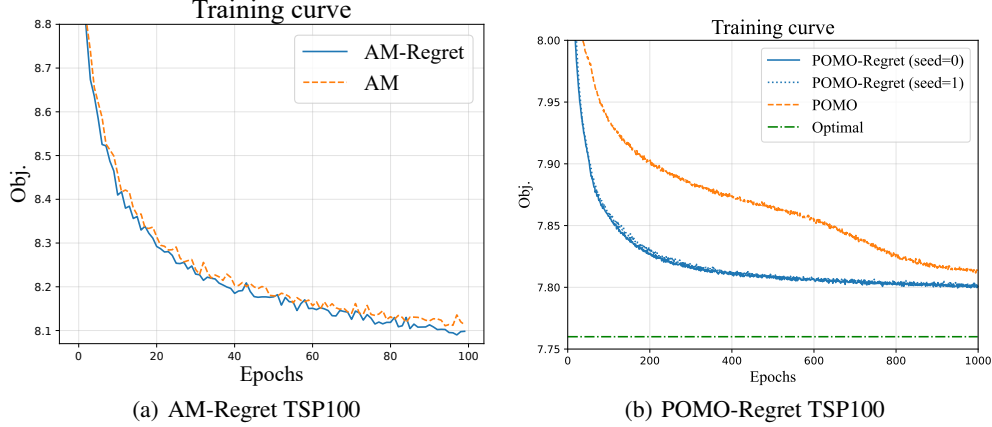 Training curve
8.8
8.7
8.6
8.5
8.4
8.3
8.2
8.1
Obj.
AM-Regret
AM
0 20 40 60 80 100
Epochs
(a) AM-Regret TSP100
Training curve
8.00
7.95
7.90
7.85
7.80
7.75
Obj.
POMO-Regret (seed=0)
POMO-Regret (seed=1)
POMO
Optimal
0 200 400 600 800 1000
Epochs
(b) POMO-Regret TSP100